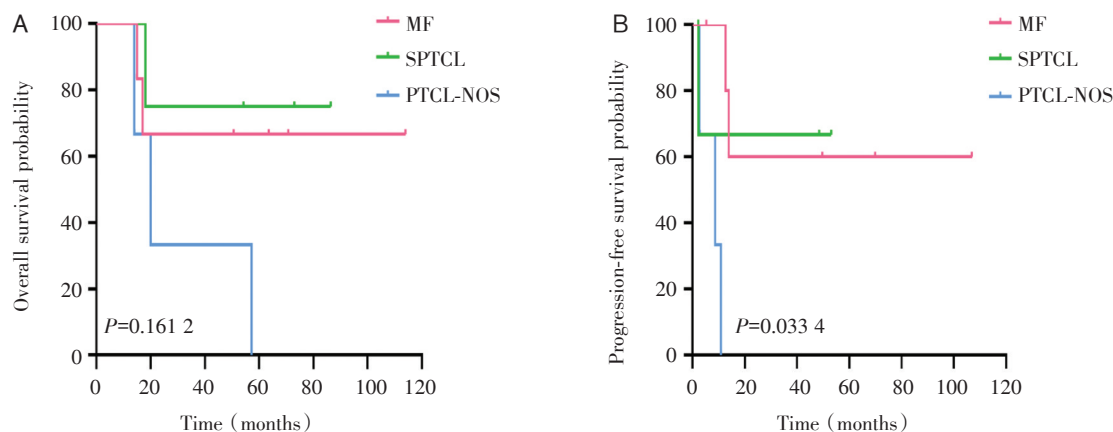 A
MF
SPTCL
PTCL-NOS
Overall survival probability
100
80
60
40
20
0
P=0.161 2
0 20 40 60 80 100 120
Time (months)
B
MF
SPTCL
PTCL-NOS
Progression-free survival probability
100
80
60
40
20
0
P=0.033 4
0 20 40 60 80 100 120
Time (months)